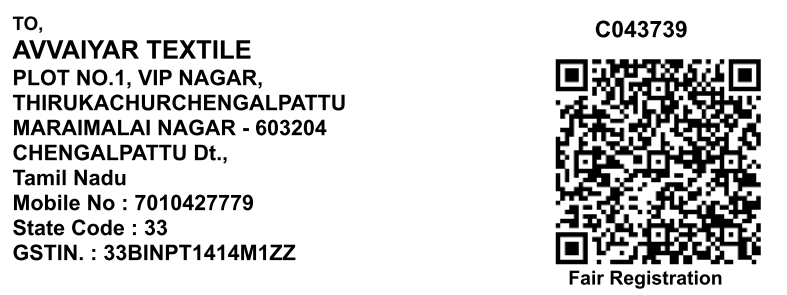 TO,
AVVAIYAR TEXTILE
PLOT NO.1, VIP NAGAR,
THIRUKACHURCHENGALPATTU
MARAIMALAI NAGAR - 603204
CHENGALPATTU Dt.,
Tamil Nadu
Mobile No : 7010427779
State Code : 33
GSTIN. : 33BINPT1414M1ZZ
C043739
Fair Registration